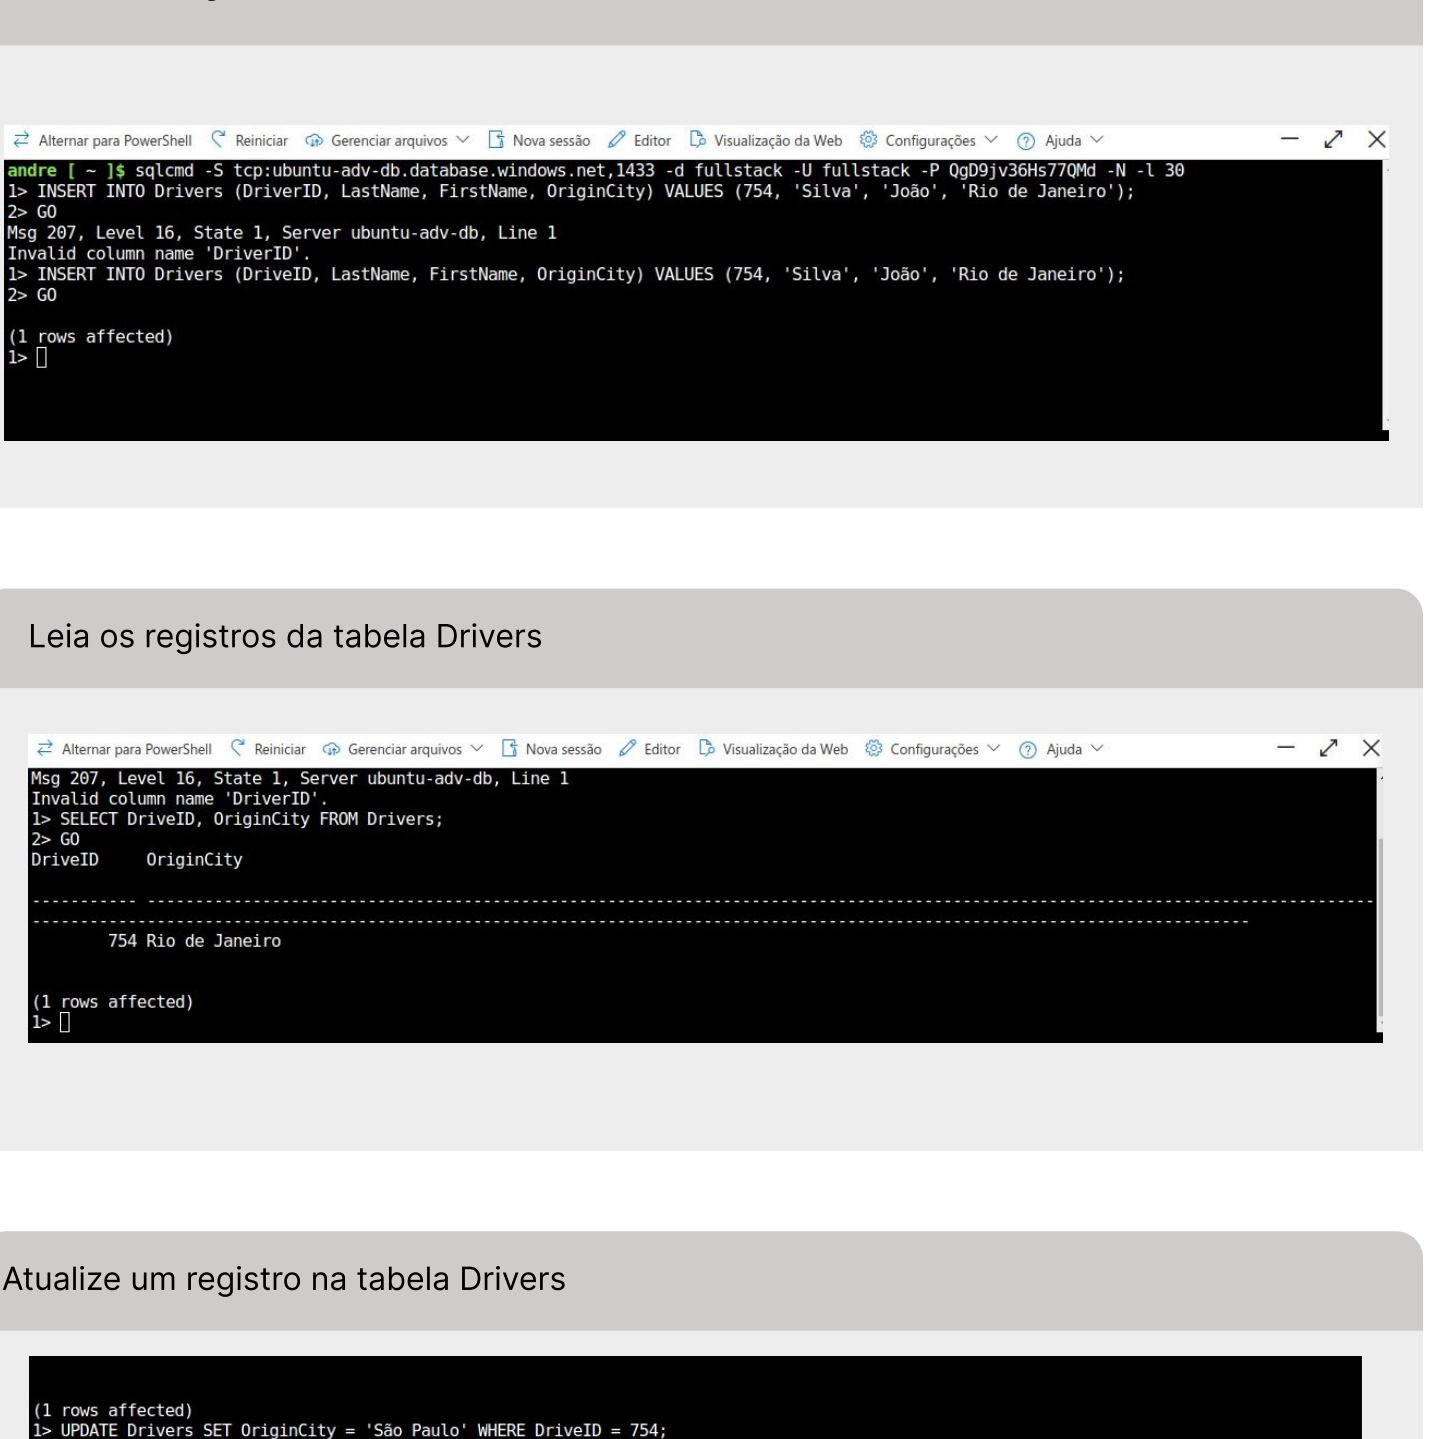 Alternar para PowerShell Reiniciar Gerenciar arquivos Nova sessão Editor Visualização da Web Configurações Ajuda
andre [ ~ ]$ sqlcmd -S tcp:ubuntu-adv-db.database.windows.net,1433 -d fullstack -U fullstack -P QgD9jv36Hs77QMd -N -l 30
1> INSERT INTO Drivers (DriverID, LastName, FirstName, OriginCity) VALUES (754, 'Silva', 'João', 'Rio de Janeiro');
2> GO
Msg 207, Level 16, State 1, Server ubuntu-adv-db, Line 1
Invalid column name 'DriverID'.
1> INSERT INTO Drivers (DriveID, LastName, FirstName, OriginCity) VALUES (754, 'Silva', 'João', 'Rio de Janeiro');
2> GO
(1 rows affected)
1>
Leia os registros da tabela Drivers
Alternar para PowerShell Reiniciar Gerenciar arquivos Nova sessão Editor Visualização da Web Configurações Ajuda
Msg 207, Level 16, State 1, Server ubuntu-adv-db, Line 1
Invalid column name 'DriverID'.
1> SELECT DriveID, OriginCity FROM Drivers;
2> GO
DriveID OriginCity
754 Rio de Janeiro
(1 rows affected)
1>
Atualize um registro na tabela Drivers
(1 rows affected)
1> UPDATE Drivers SET OriginCity = 'São Paulo' WHERE DriveID = 754;